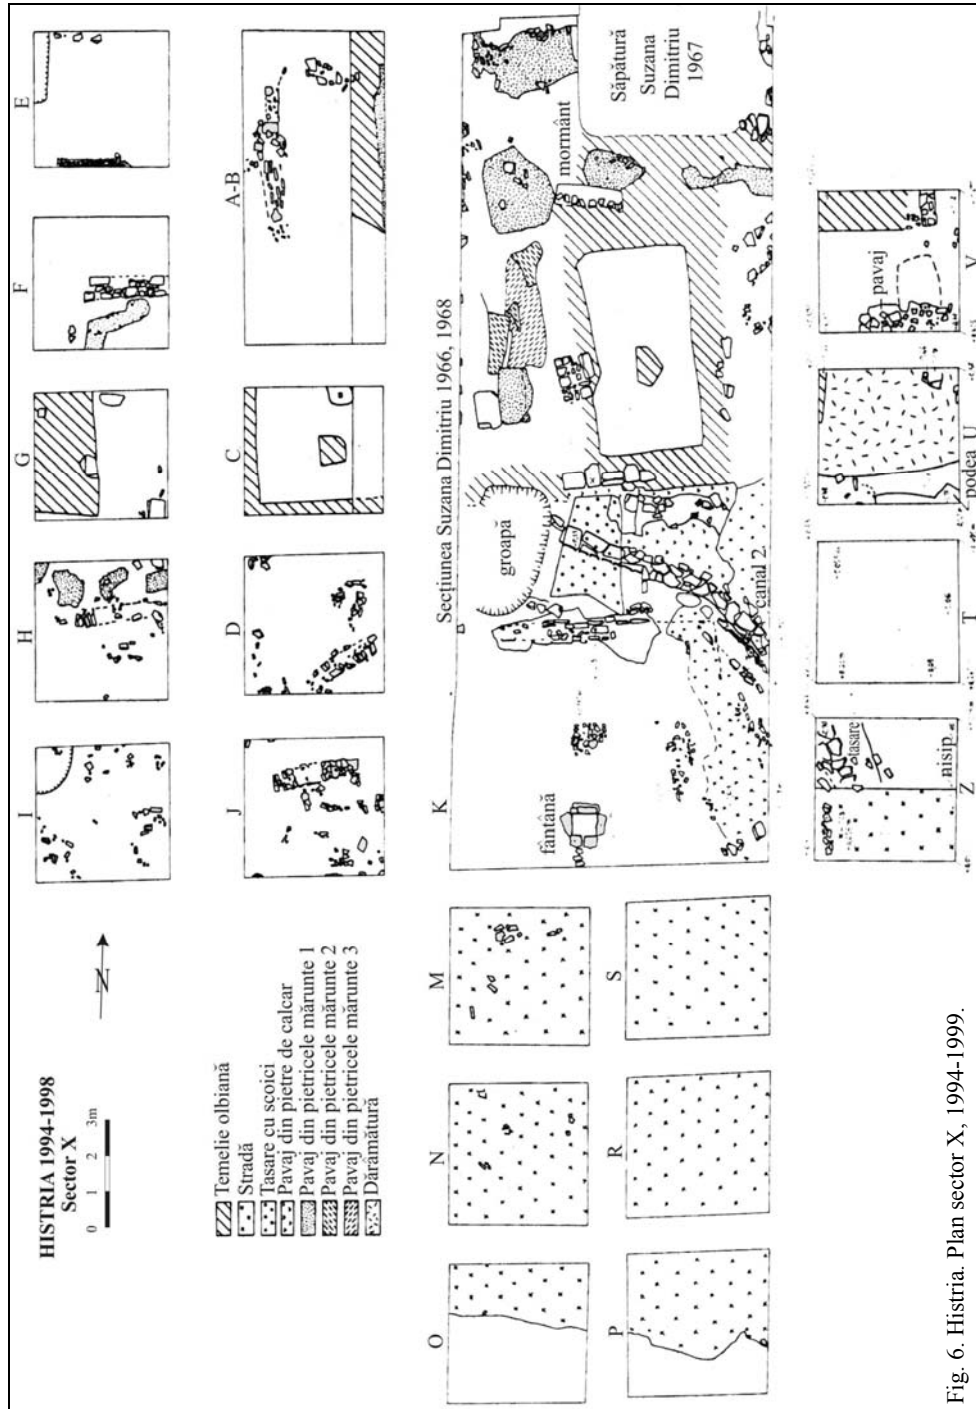 HISTRIA 1994-1998
Sector X
0 1 2 3m
N
Temelie olbiană
Stradă
Tasare cu scoici
Pavaj din pietre de calcar
Pavaj din pietricele mărunte 1
Pavaj din pietricele mărunte 2
Pavaj din pietricele mărunte 3
Dărâmătură
I
H
G
F
E
J
D
C
A-B
K
Secțiunea Suzana Dimitriu 1966, 1968
groapă
mormânt
Săpătură
Suzana
Dimitriu
1967
fântână
canal 2
O
N
M
P
R
S
Z
T
podea U
V
tasare
nisip
pavaj
Fig. 6. Histria. Plan sector X, 1994-1999.